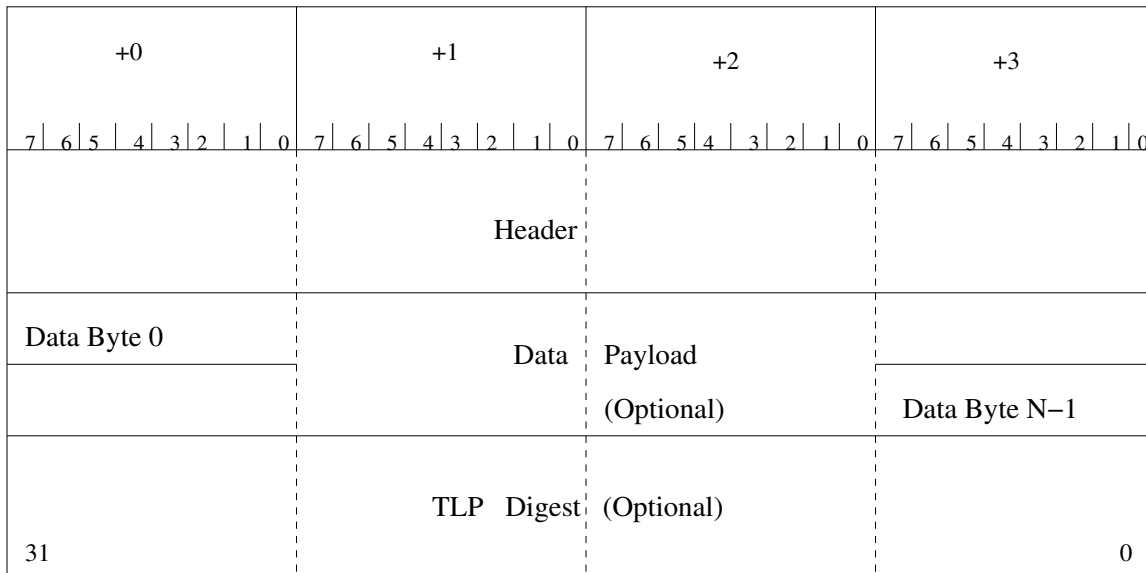 +0 +1 +2 +3
7 6 5 4 3 2 1 0 7 6 5 4 3 2 1 0 7 6 5 4 3 2 1 0 7 6 5 4 3 2 1 0
Header
Data Byte 0
Data Payload
(Optional) Data Byte N−1
TLP Digest (Optional)
31 0